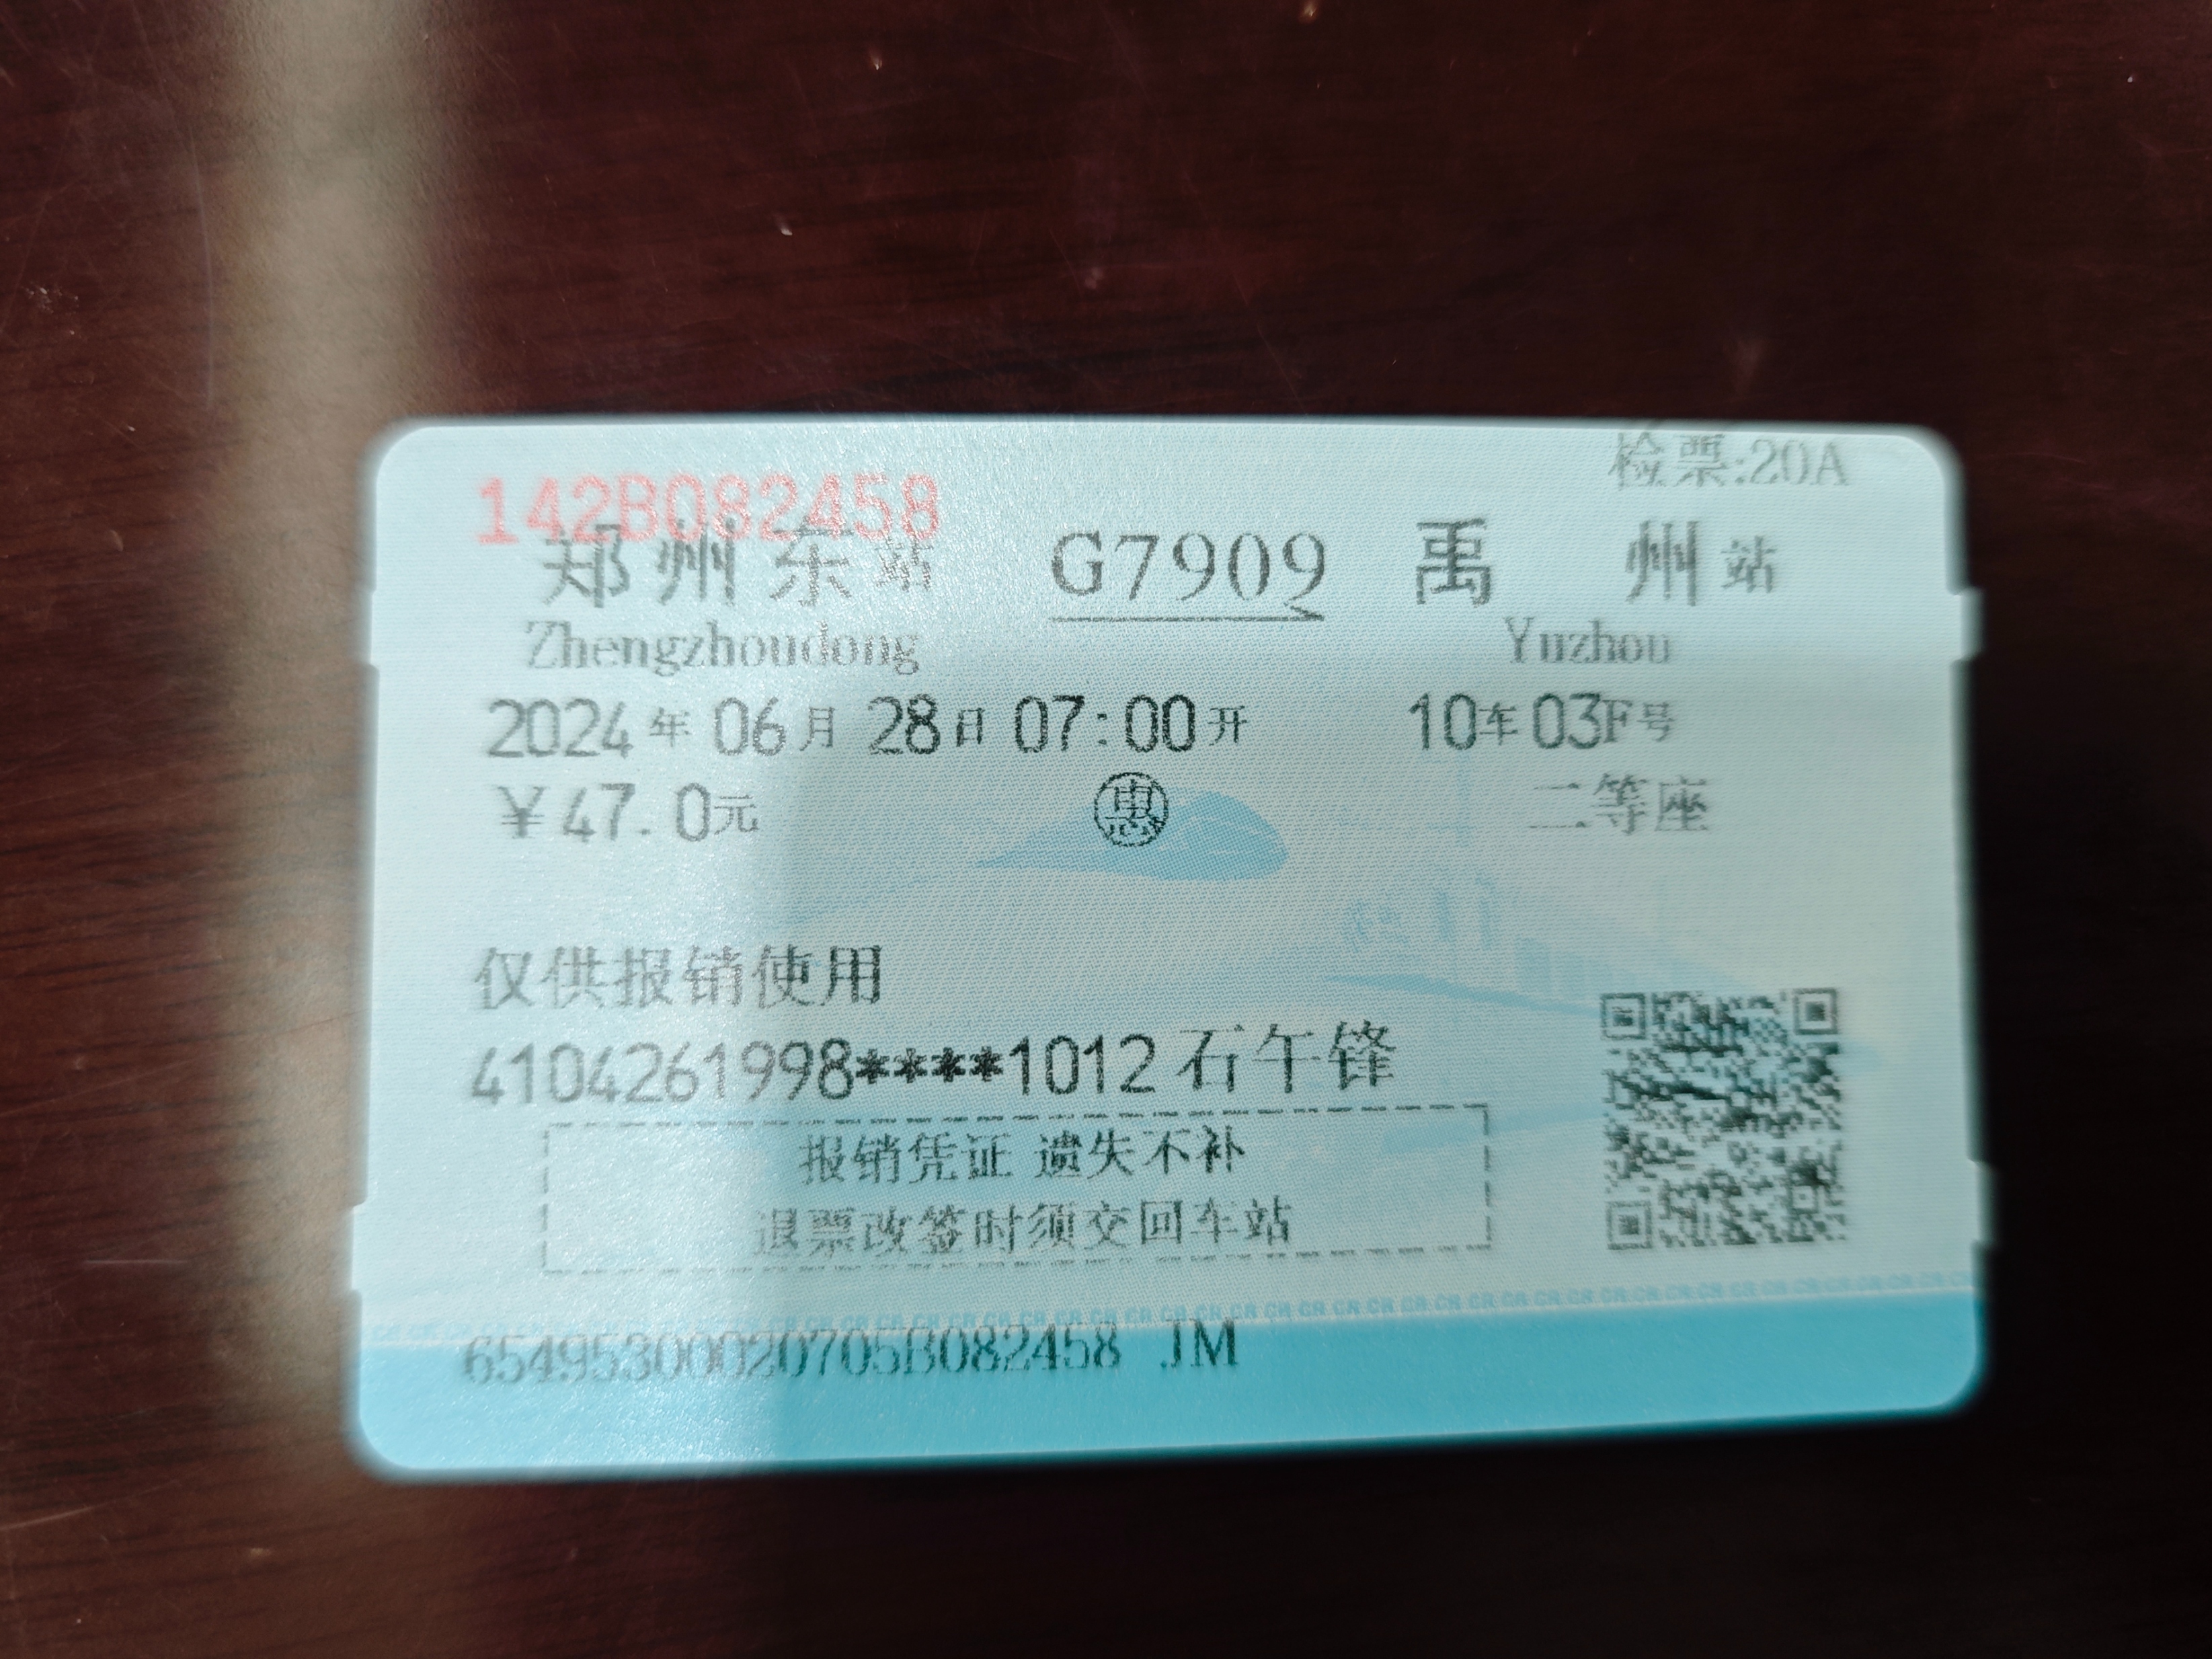 检票:20A
142B082458
郑州东站 G7909 禹州站
Zhengzhoudong Yuzhou
2024年06月28日07:00开 10车03F号
¥47.0元 惠 二等座
仅供报销使用
4104261998****1012石午锋
报销凭证 遗失不补
退票改签时须交回车站
65495300020705B082458 JM